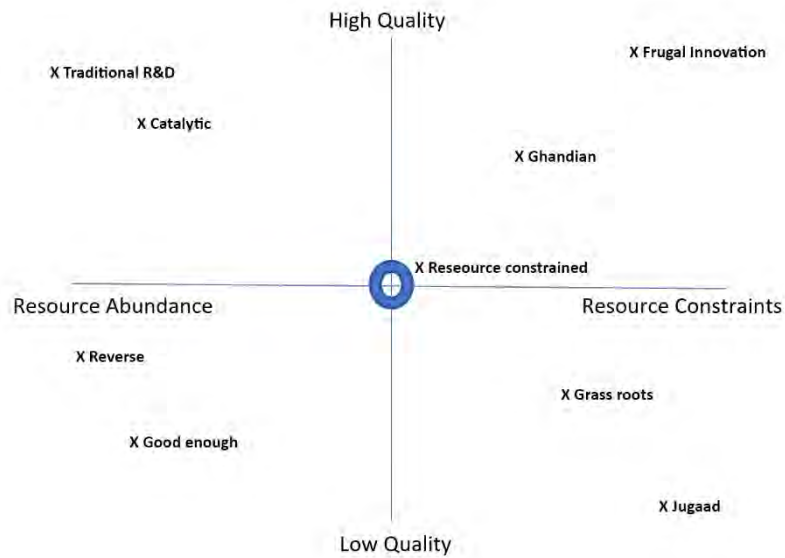 High Quality
X Frugal Innovation
X Traditional R&D
X Catalytic
X Ghandian
X Reseource constrained
Resource Abundance
Resource Constraints
X Reverse
X Grass roots
X Good enough
X Jugaad
Low Quality